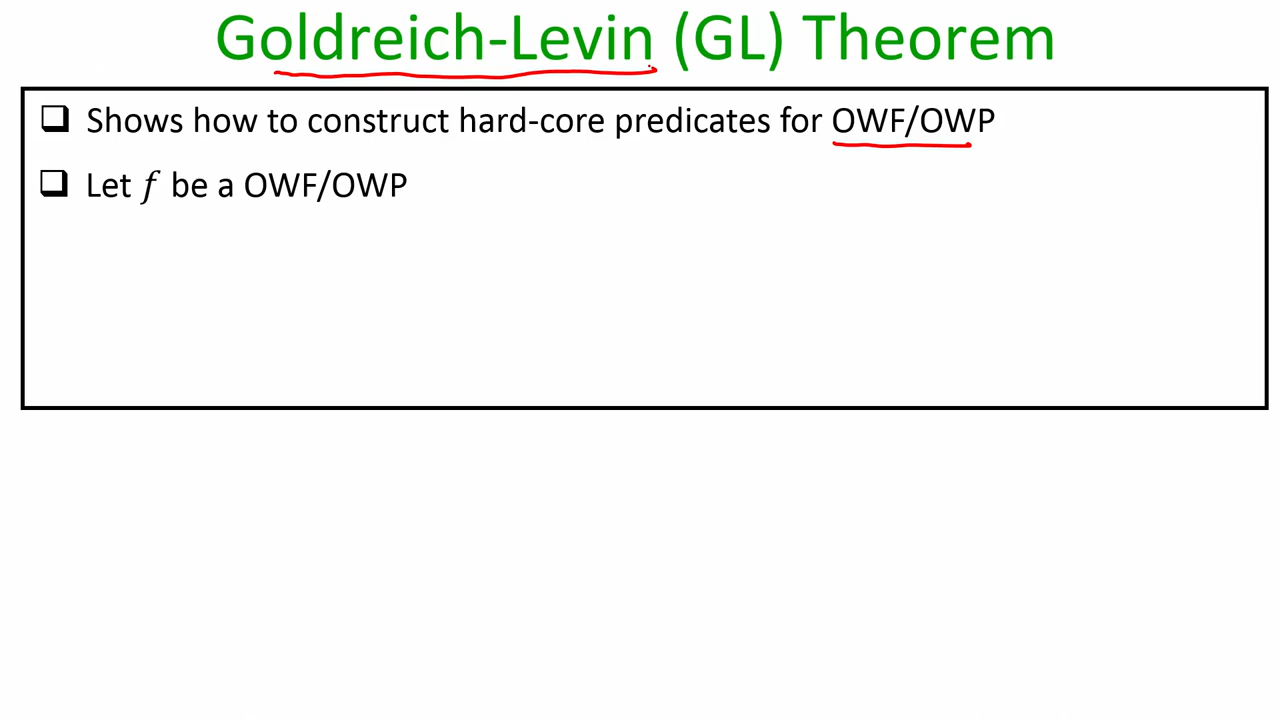 Goldreich-Levin (GL) Theorem
❑ Shows how to construct hard-core predicates for OWF/OWP
❑ Let f be a OWF/OWP